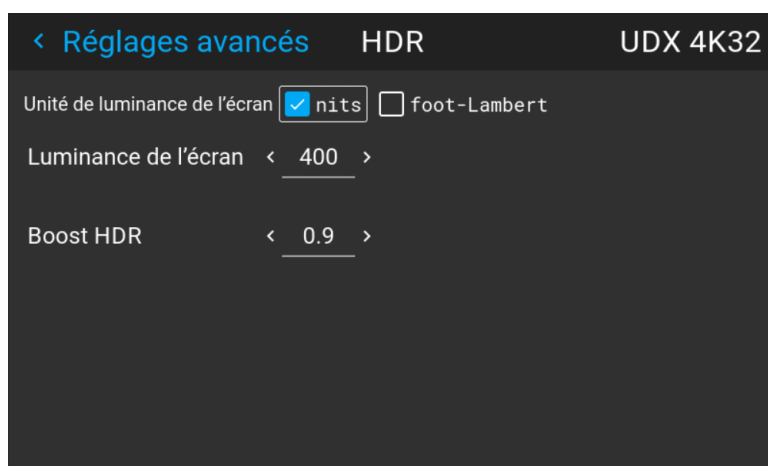 < Réglages avancés HDR UDX 4K32
Unité de luminance de l’écran nits foot-Lambert
Luminance de l’écran < 400 >
Boost HDR < 0.9 >